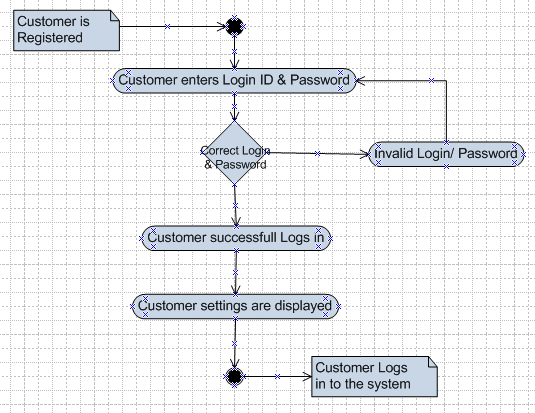 Customer is
Registered
Customer enters Login ID & Password
Correct Login
& Password
Invalid Login/ Password
Customer successfull Logs in
Customer settings are displayed
Customer Logs
in to the system